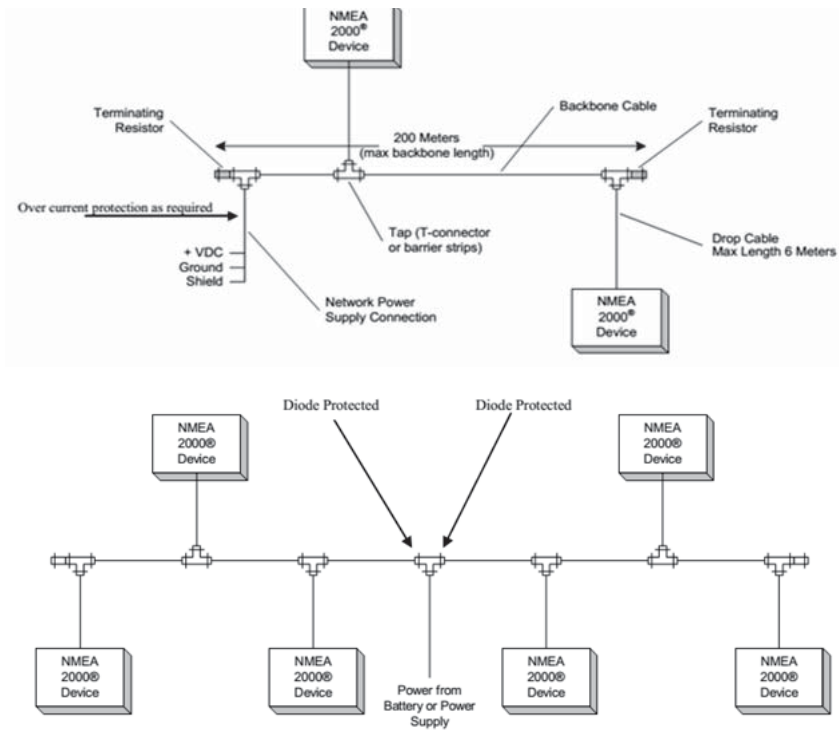 NMEA
2000®
Device
Terminating
Resistor
200 Meters
(max backbone length)
Backbone Cable
Terminating
Resistor
Over current protection as required
+ VDC
Ground
Shield
Tap (T-connector
or barrier strips)
Drop Cable
Max Length 6 Meters
Network Power
Supply Connection
NMEA
2000®
Device
Diode Protected
Diode Protected
NMEA
2000®
Device
NMEA
2000®
Device
NMEA
2000®
Device
NMEA
2000®
Device
Power from
Battery or Power
Supply
NMEA
2000®
Device
NMEA
2000®
Device